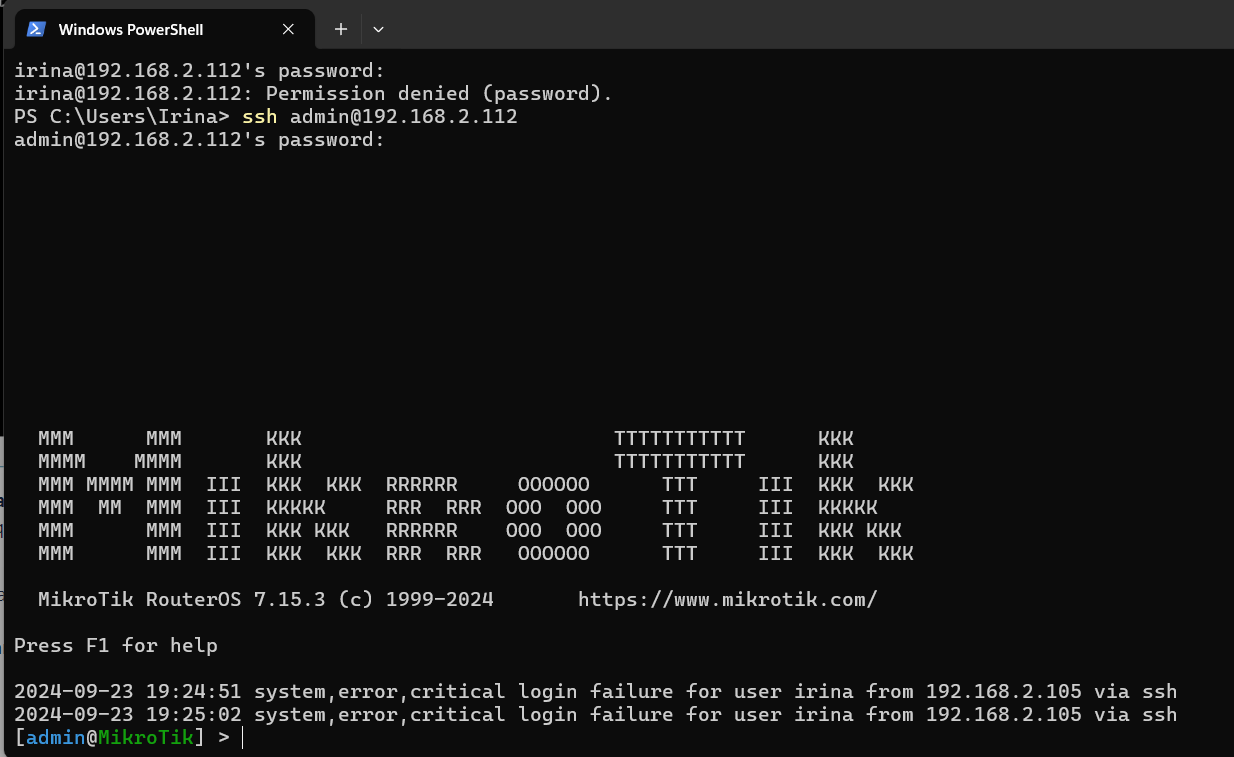 Windows PowerShell
irina@192.168.2.112's password:
irina@192.168.2.112: Permission denied (password).
PS C:\Users\Irina> ssh admin@192.168.2.112
admin@192.168.2.112's password:
  MMM      MMM       KKK                          TTTTTTTTTTT      KKK
  MMMM    MMMM       KKK                          TTTTTTTTTTT      KKK
  MMM MMMM MMM  III  KKK  KKK  RRRRRR     OOOOOO      TTT     III  KKK  KKK
  MMM  MM  MMM  III  KKKKK     RRR  RRR  OOO  OOO     TTT     III  KKKKK
  MMM      MMM  III  KKK KKK   RRRRRR    OOO  OOO     TTT     III  KKK KKK
  MMM      MMM  III  KKK  KKK  RRR  RRR   OOOOOO      TTT     III  KKK  KKK
  MikroTik RouterOS 7.15.3 (c) 1999-2024       https://www.mikrotik.com/
Press F1 for help
2024-09-23 19:24:51 system,error,critical login failure for user irina from 192.168.2.105 via ssh
2024-09-23 19:25:02 system,error,critical login failure for user irina from 192.168.2.105 via ssh
[admin@MikroTik] >